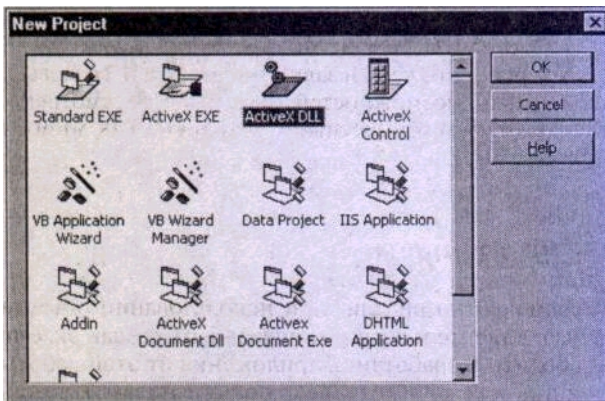 New Project
Standard EXE
ActiveX EXE
ActiveX DLL
ActiveX
Control
VB Application
Wizard
VB Wizard
Manager
Data Project
IIS Application
Addin
ActiveX
Document Dll
Activex
Document Exe
DHTML
Application
OK
Cancel
Help